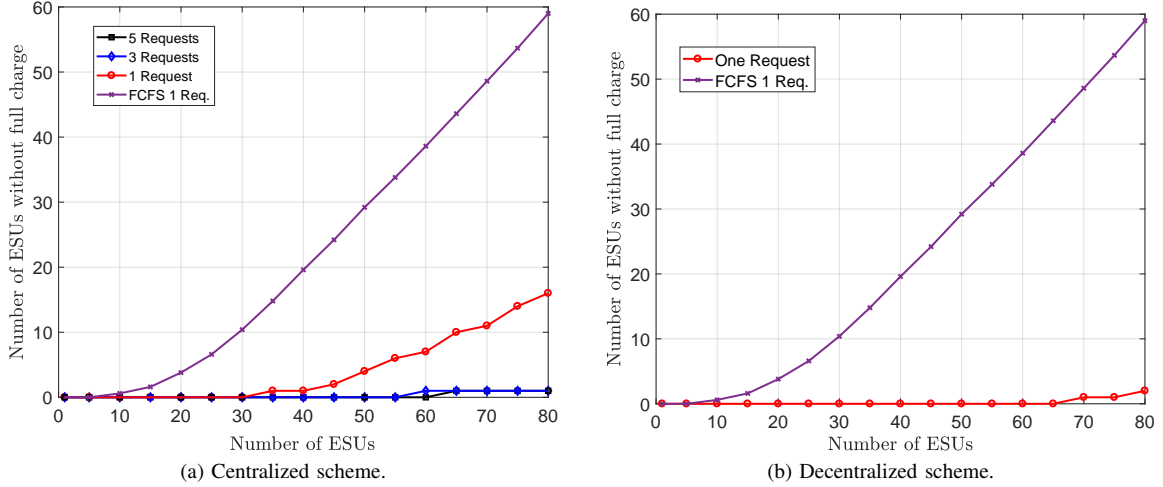 60
50
40
30
20
10
0
Number of ESUs without full charge
5 Requests
3 Requests
1 Request
FCFS 1 Req.
0 10 20 30 40 50 60 70 80
Number of ESUs
(a) Centralized scheme.
60
50
40
30
20
10
0
Number of ESUs without full charge
One Request
FCFS 1 Req.
0 10 20 30 40 50 60 70 80
Number of ESUs
(b) Decentralized scheme.